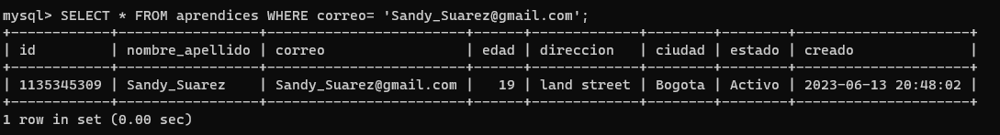 mysql> SELECT * FROM aprendices WHERE correo= 'Sandy_Suarez@gmail.com';
+------------+-----------------+------------------------+------+-------------+--------+--------+---------------------+
| id         | nombre_apellido | correo                 | edad | direccion   | ciudad | estado | creado              |
+------------+-----------------+------------------------+------+-------------+--------+--------+---------------------+
| 1135345309 | Sandy_Suarez    | Sandy_Suarez@gmail.com |   19 | land street | Bogota | Activo | 2023-06-13 20:48:02 |
+------------+-----------------+------------------------+------+-------------+--------+--------+---------------------+
1 row in set (0.00 sec)